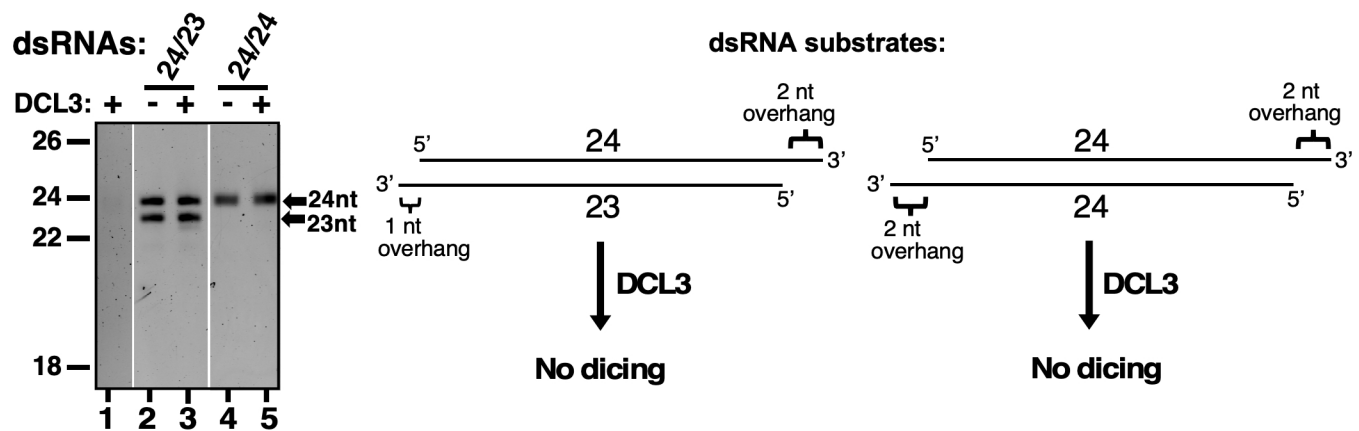 dsRNAs: 24/23 24/24
DCL3: + - + - +
26
24
22
18
24nt
23nt
1 2 3 4 5
dsRNA substrates:
2 nt
overhang
5’ 24 3’
3’ 23 5’
1 nt
overhang
DCL3
No dicing
2 nt
overhang
5’ 24 3’
3’ 24 5’
2 nt
overhang
DCL3
No dicing